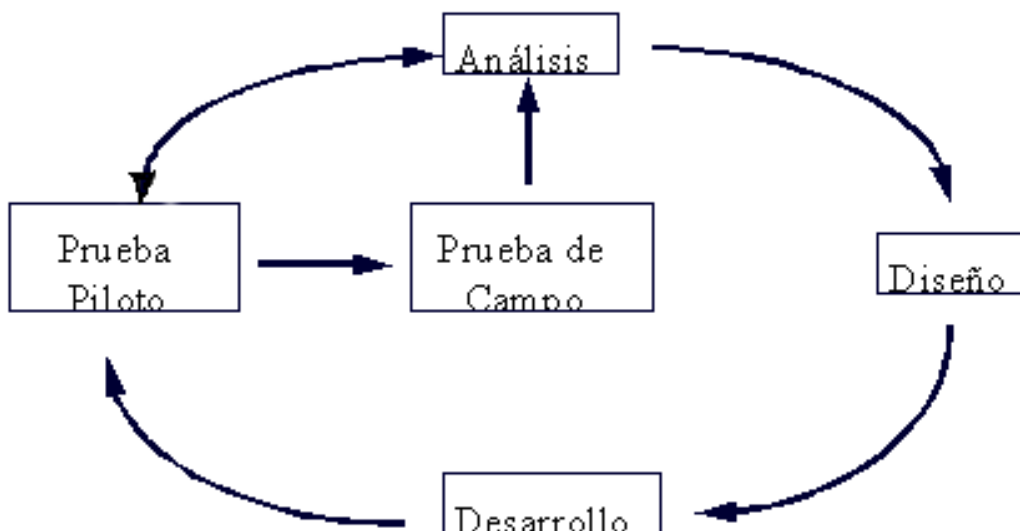 Análisis
Prueba
Piloto
Prueba de
Campo
Diseño
Desarrollo